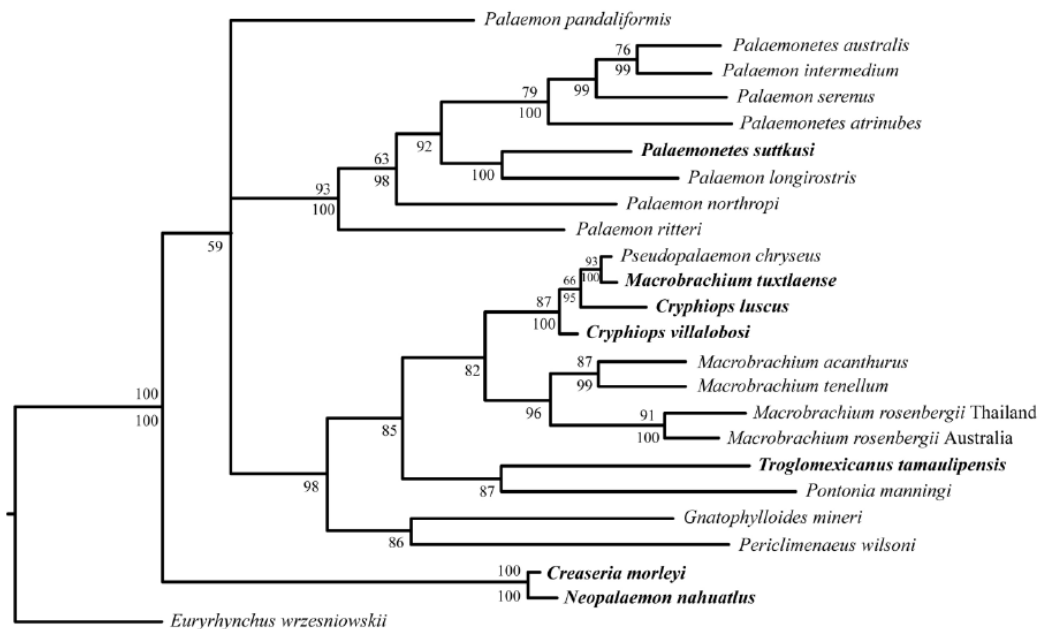 Palaemon pandaliformis
76 Palaemonetes australis
99 Palaemon intermedium
79 99 Palaemon serenus
100 Palaemonetes atrinubes
92 Palaemonetes suttkusi
63 100 Palaemon longirostris
93 98 Palaemon northropi
100 Palaemon ritteri
59
93 Pseudopalaemon chryseus
66 100 Macrobrachium tuxtlaense
87 95 Cryphiops luscus
100 Cryphiops villalobosi
82 87 Macrobrachium acanthurus
99 Macrobrachium tenellum
100 96 91 Macrobrachium rosenbergii Thailand
100 85 100 Macrobrachium rosenbergii Australia
Troglomexicanus tamaulipensis
98 87 Pontonia manningi
Gnatophylloides mineri
86 Periclimenaeus wilsoni
100 Creaseria morleyi
100 Neopalaemon nahuatlus
Euryrhynchus wrzesniowskii